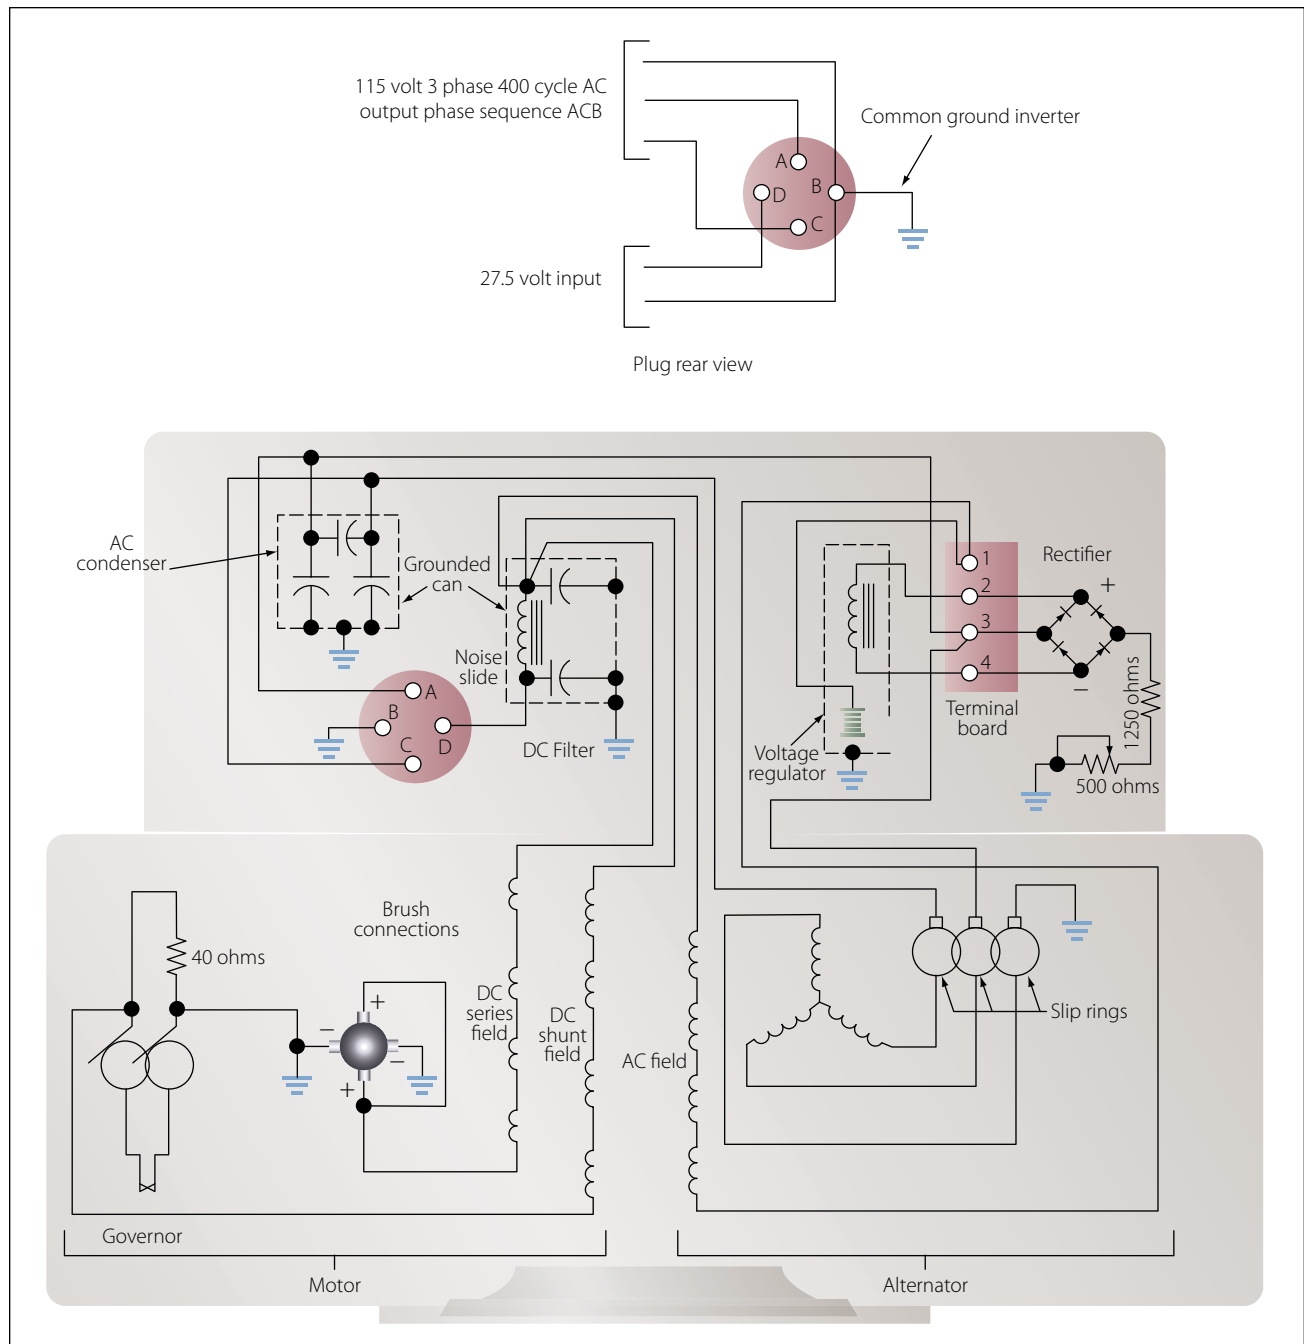 115 volt 3 phase 400 cycle AC
output phase sequence ACB
Common ground inverter
A
B
D
C
27.5 volt input
Plug rear view
AC
condenser
Grounded
can
Noise
slide
DC Filter
A
B
C
D
1
2
3
4
Rectifier
+
−
Terminal
board
Voltage
regulator
1250 ohms
500 ohms
40 ohms
Brush
connections
+
−
−
+
DC
series
field
DC
shunt
field
AC field
Slip rings
Governor
Motor
Alternator